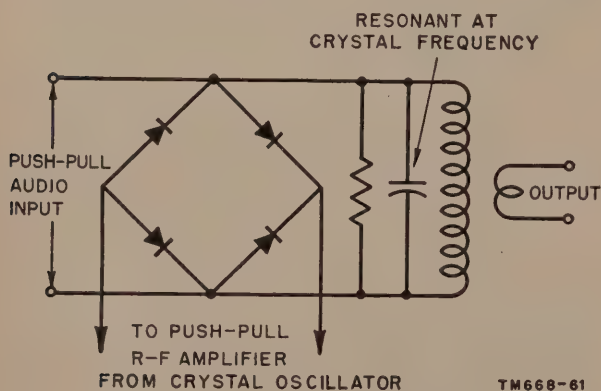 RESONANT AT
CRYSTAL FREQUENCY
PUSH-PULL
AUDIO
INPUT
OUTPUT
TO PUSH-PULL
R-F AMPLIFIER
FROM CRYSTAL OSCILLATOR
TM668-61